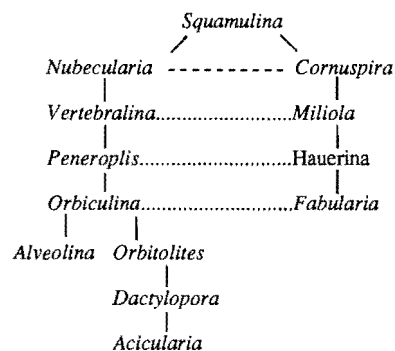 Squamulina
Nubecularia Cornuspira
Vertebralina Miliola
Peneroplis Hauerina
Orbiculina Fabularia
Alveolina Orbitolites
Dactylopora
Acicularia